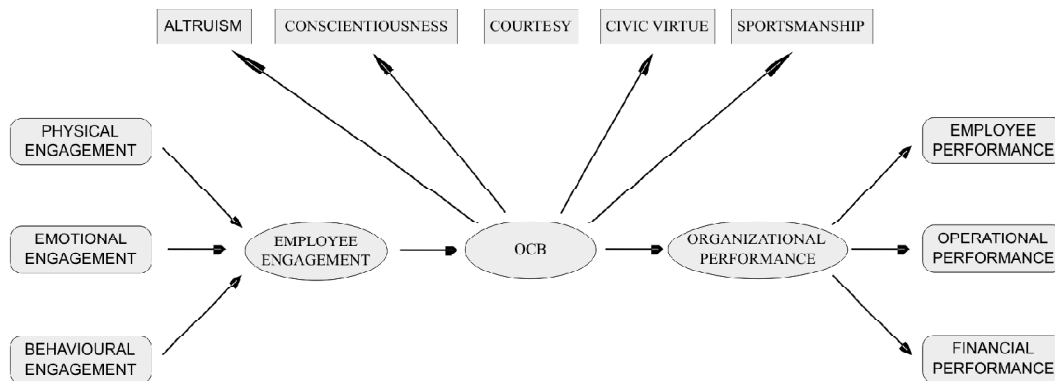 ALTRUISM
CONSCIENTIOUSNESS
COURTESY
CIVIC VIRTUE
SPORTSMANSHIP
PHYSICAL
ENGAGEMENT
EMOTIONAL
ENGAGEMENT
BEHAVIOURAL
ENGAGEMENT
EMPLOYEE
ENGAGEMENT
OCB
ORGANIZATIONAL
PERFORMANCE
EMPLOYEE
PERFORMANCE
OPERATIONAL
PERFORMANCE
FINANCIAL
PERFORMANCE